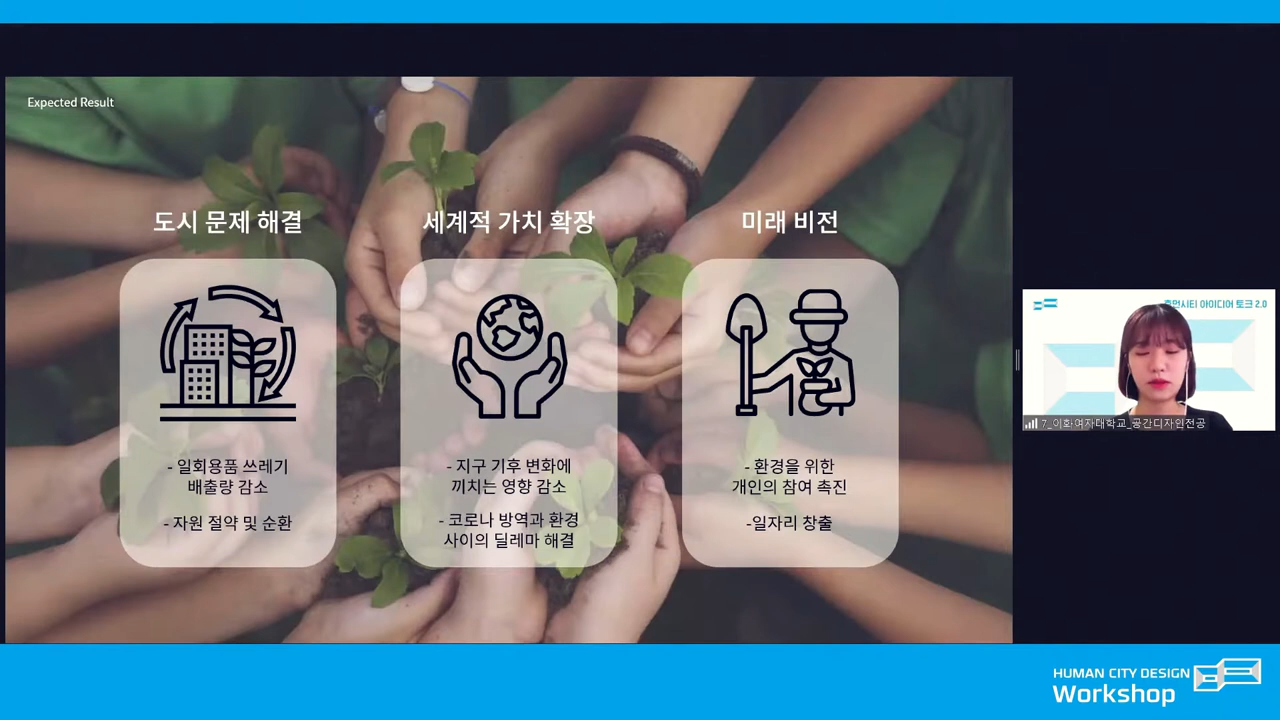 Expected Result
도시 문제 해결
세계적 가치 확장
미래 비전
- 일회용품 쓰레기
배출량 감소
- 자원 절약 및 순환
- 지구 기후 변화에
끼치는 영향 감소
- 코로나 방역과 환경
사이의 딜레마 해결
- 환경을 위한
개인의 참여 촉진
-일자리 창출
휴먼시티 아이디어 토크 2.0
7_이화여자대학교_공간디자인전공
HUMAN CITY DESIGN
Workshop